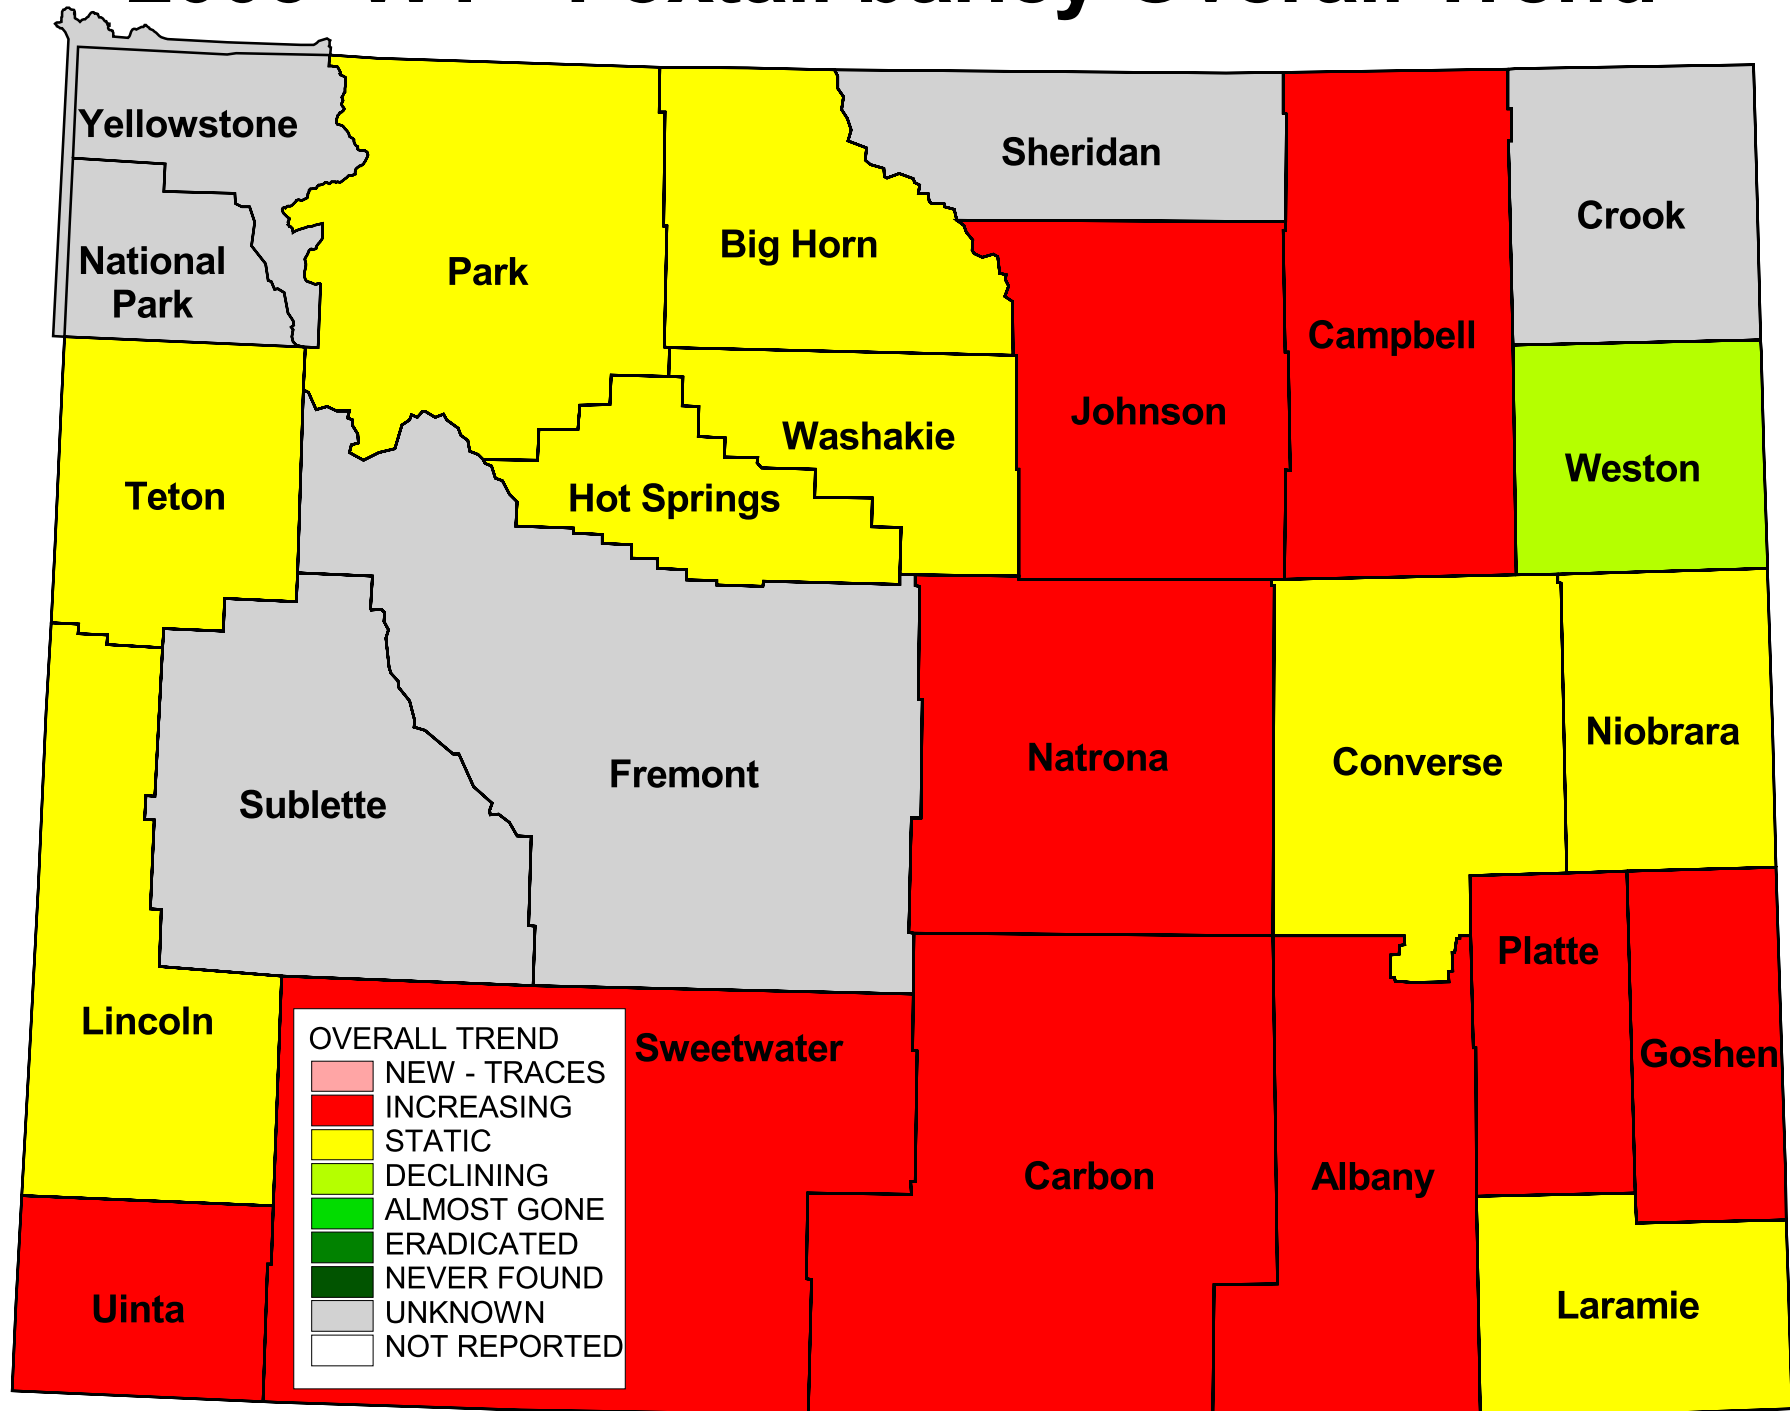 Yellowstone
National
Park
Park
Big Horn
Sheridan
Campbell
Crook
Johnson
Weston
Washakie
Hot Springs
Teton
Natrona
Converse
Niobrara
Fremont
Sublette
Lincoln
Sweetwater
Platte
Goshen
Carbon
Albany
Uinta
Laramie
OVERALL TREND
NEW - TRACES
INCREASING
STATIC
DECLINING
ALMOST GONE
ERADICATED
NEVER FOUND
UNKNOWN
NOT REPORTED